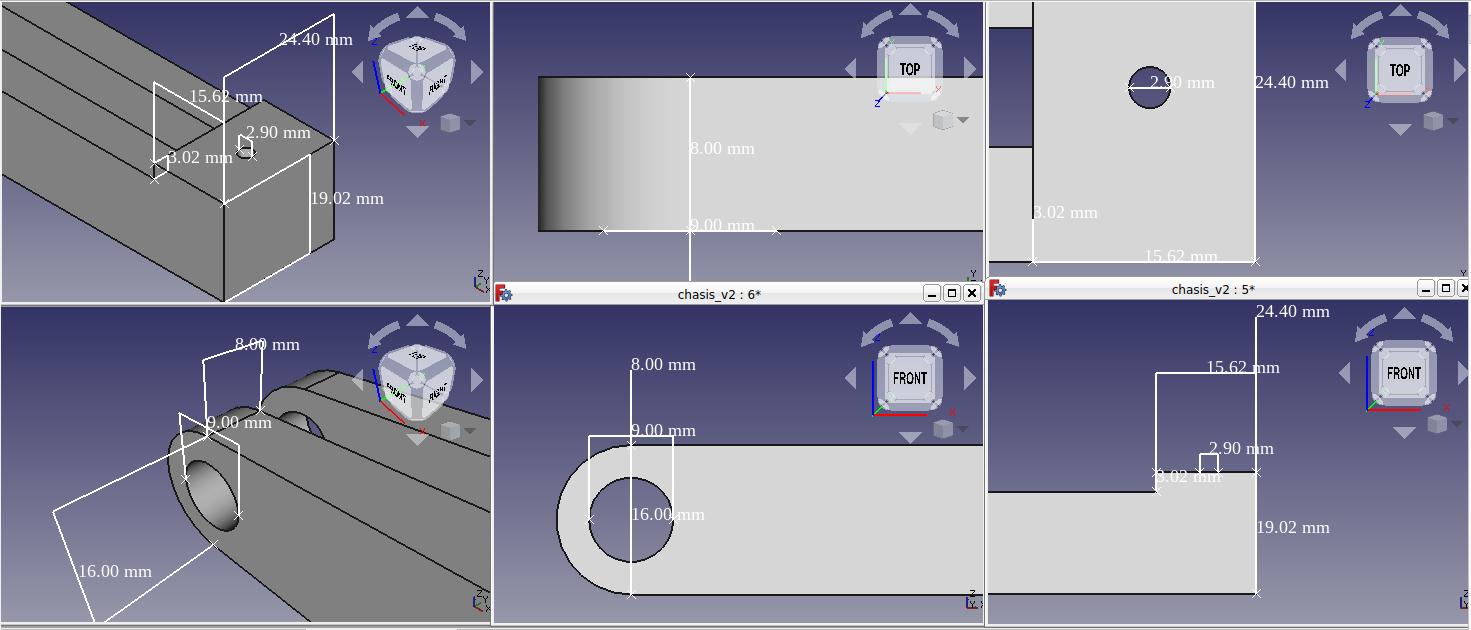 24.40 mm
15.62 mm
2.90 mm
3.02 mm
19.02 mm
FRONT
RIGHT
Z
X
8.00 mm
9.00 mm
TOP
Z
X
2.90 mm
24.40 mm
3.02 mm
15.62 mm
TOP
Z
chasis_v2 : 6*
chasis_v2 : 5*
8.00 mm
9.00 mm
16.00 mm
FRONT
RIGHT
Z
X
8.00 mm
9.00 mm
16.00 mm
FRONT
Z
X
24.40 mm
15.62 mm
2.90 mm
3.02 mm
19.02 mm
FRONT
X